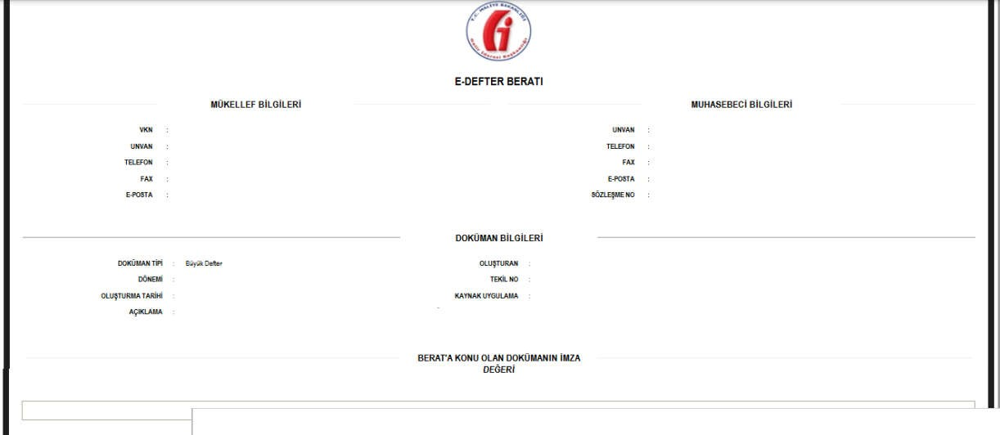 T.C. MALİYE BAKANLIĞI
Gelir İdaresi Başkanlığı
E-DEFTER BERATI
MÜKELLEF BİLGİLERİ
VKN :
UNVAN :
TELEFON :
FAX :
E-POSTA :
MUHASEBECİ BİLGİLERİ
UNVAN :
TELEFON :
FAX :
E-POSTA :
SÖZLEŞME NO :
DOKÜMAN BİLGİLERİ
DOKÜMAN TİPİ : Büyük Defter
DÖNEMİ :
OLUŞTURMA TARİHİ :
AÇIKLAMA :
OLUŞTURAN :
TEKİL NO :
KAYNAK UYGULAMA :
BERAT'A KONU OLAN DOKÜMANIN İMZA
DEĞERİ